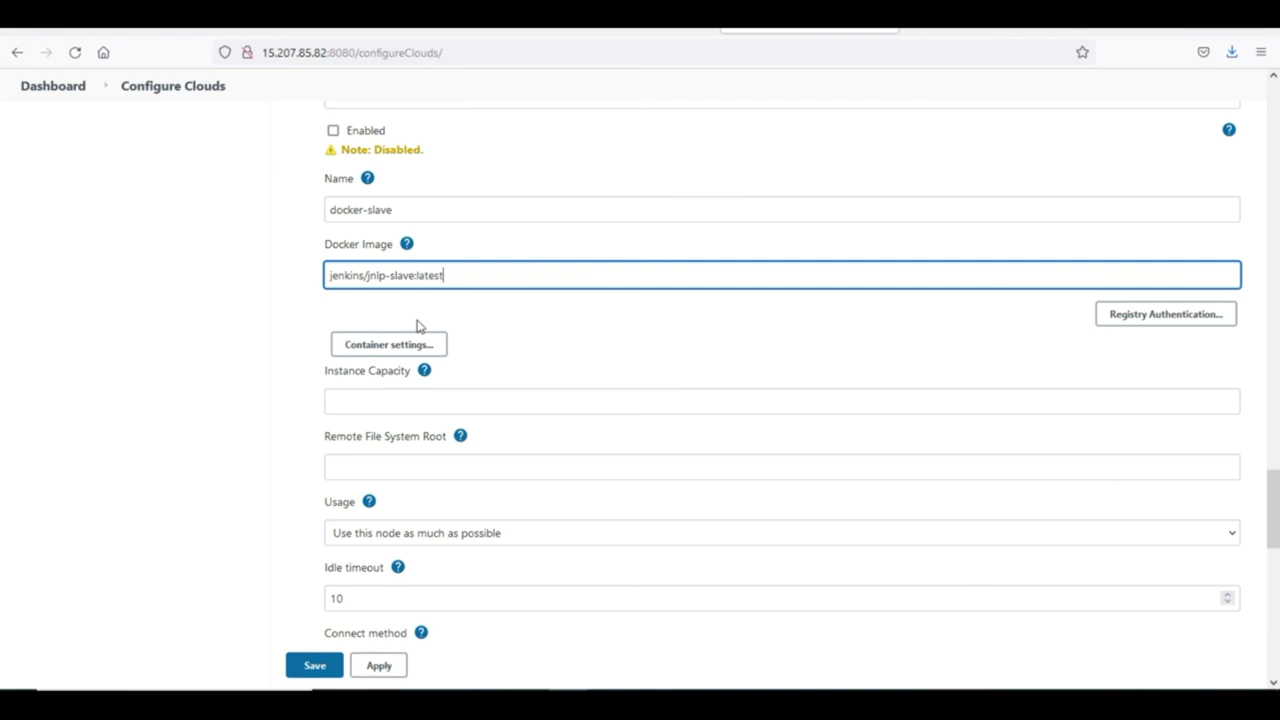 15.207.85.82:8080/configureClouds/
Dashboard
Configure Clouds
Enabled
Note: Disabled.
Name
docker-slave
Docker Image
jenkins/jnlp-slave:latest
Registry Authentication...
Container settings...
Instance Capacity
Remote File System Root
Usage
Use this node as much as possible
Idle timeout
10
Connect method
Save
Apply